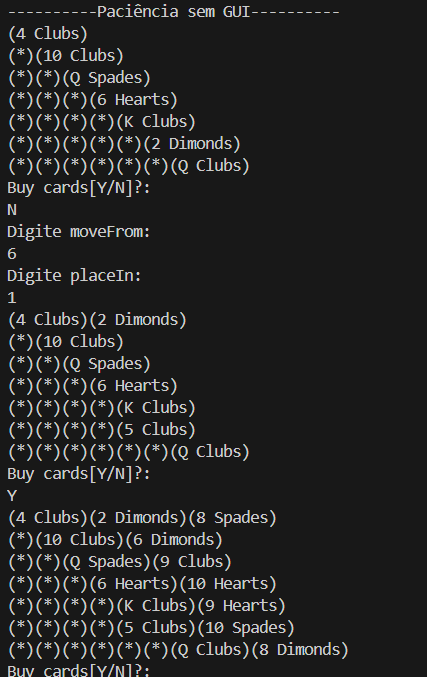 ----------Paciência sem GUI----------
(4 Clubs)
(*)(10 Clubs)
(*)(*)(Q Spades)
(*)(*)(*)(6 Hearts)
(*)(*)(*)(*)(K Clubs)
(*)(*)(*)(*)(*)(2 Dimonds)
(*)(*)(*)(*)(*)(*)(Q Clubs)
Buy cards[Y/N]?:
N
Digite moveFrom:
6
Digite placeIn:
1
(4 Clubs)(2 Dimonds)
(*)(10 Clubs)
(*)(*)(Q Spades)
(*)(*)(*)(6 Hearts)
(*)(*)(*)(*)(K Clubs)
(*)(*)(*)(*)(5 Clubs)
(*)(*)(*)(*)(*)(*)(Q Clubs)
Buy cards[Y/N]?:
Y
(4 Clubs)(2 Dimonds)(8 Spades)
(*)(10 Clubs)(6 Dimonds)
(*)(*)(Q Spades)(9 Clubs)
(*)(*)(*)(6 Hearts)(10 Hearts)
(*)(*)(*)(*)(K Clubs)(9 Hearts)
(*)(*)(*)(*)(5 Clubs)(10 Spades)
(*)(*)(*)(*)(*)(*)(Q Clubs)(8 Dimonds)
Buy cards[Y/N]?: